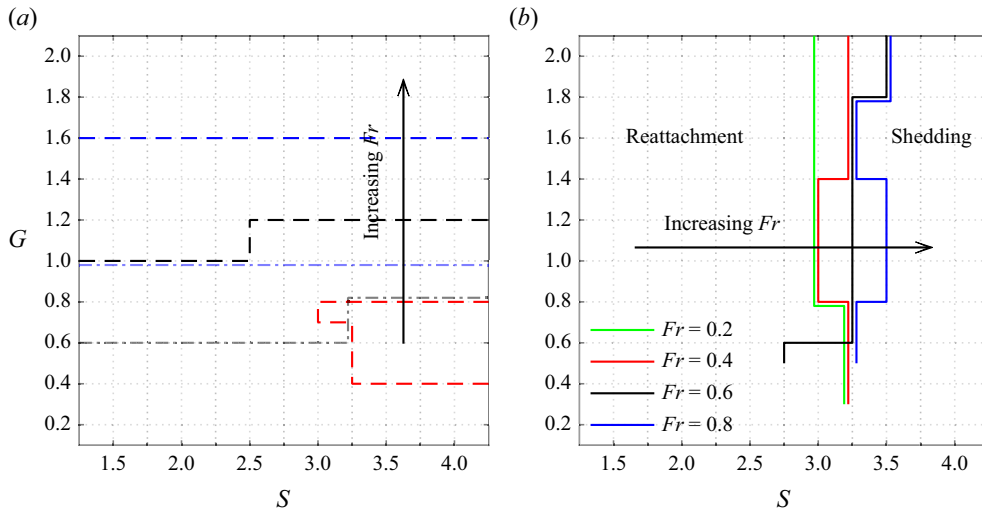 (a)
2.0
1.8
1.6
1.4
1.2
G
1.0
0.8
0.6
0.4
0.2
Increasing Fr
1.5 2.0 2.5 3.0 3.5 4.0
S
(b)
2.0
1.8
1.6
1.4
1.2
1.0
0.8
0.6
0.4
0.2
Reattachment Shedding
Increasing Fr
Fr = 0.2
Fr = 0.4
Fr = 0.6
Fr = 0.8
1.5 2.0 2.5 3.0 3.5 4.0
S